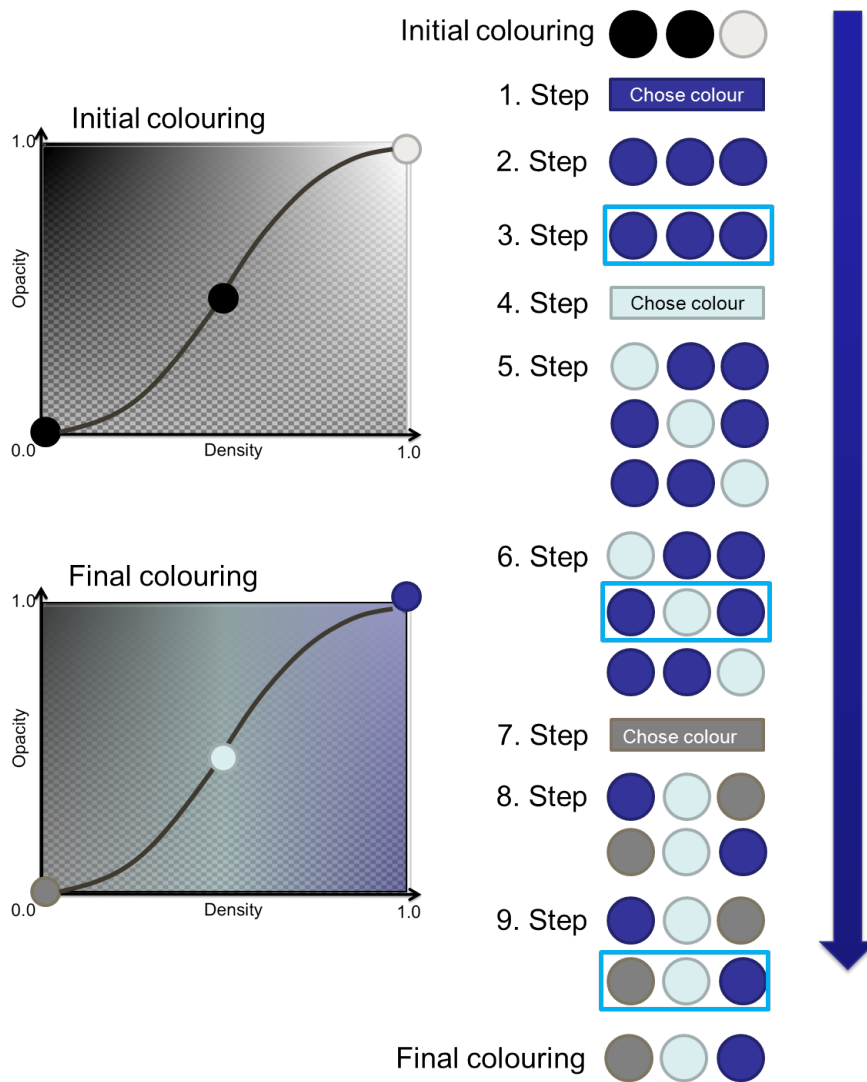 Initial colouring
1.0
Opacity
0.0
Density
1.0
Final colouring
1.0
Opacity
0.0
Density
1.0
Initial colouring
1. Step
Chose colour
2. Step
3. Step
4. Step
Chose colour
5. Step
6. Step
7. Step
Chose colour
8. Step
9. Step
Final colouring